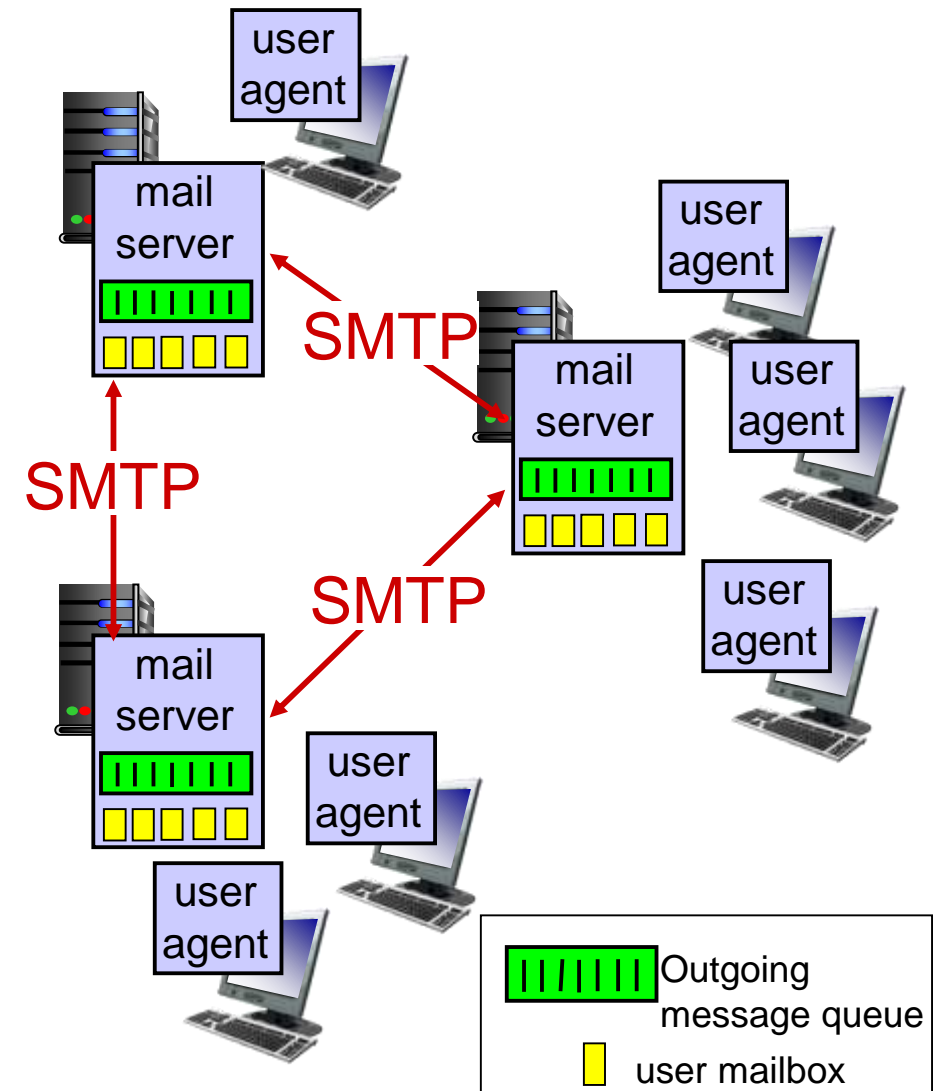 user
agent
mail
server
user
agent
SMTP
mail
server
user
agent
SMTP
user
agent
SMTP
mail
server
user
agent
user
agent
Outgoing
message queue
user mailbox